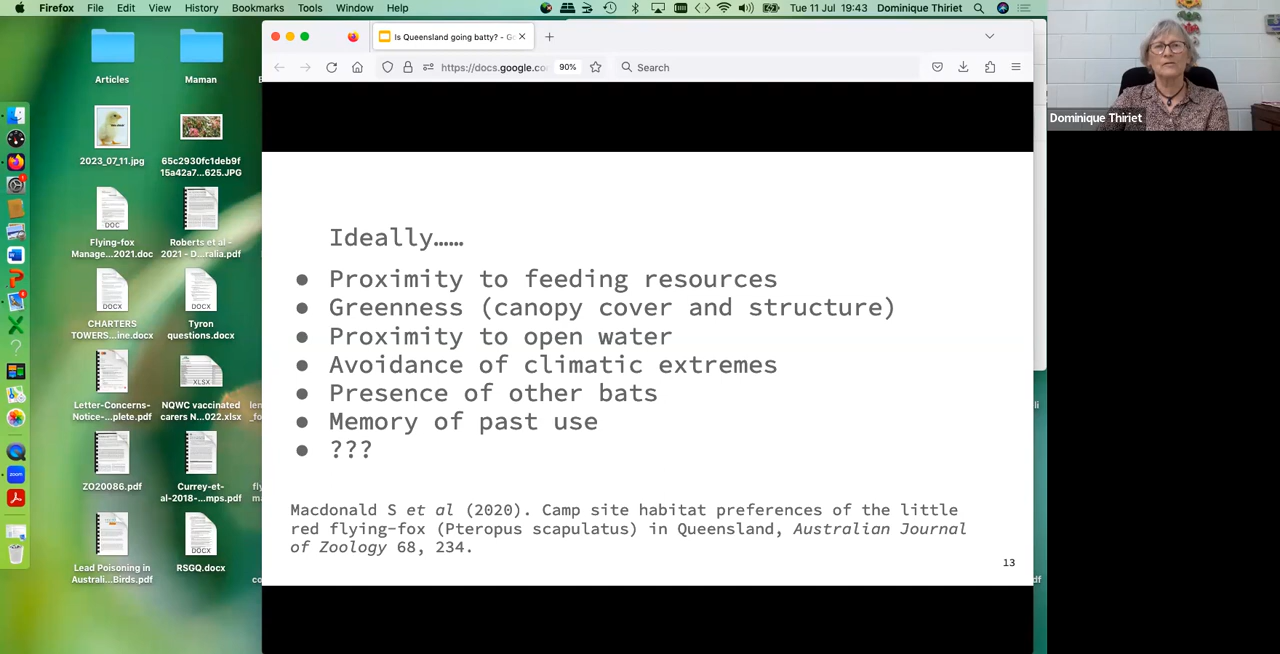 Firefox File Edit View History Bookmarks Tools Window Help
Tue 11 Jul 19:43 Dominique Thiriet
Is Queensland going batty? - G
https://docs.google.co
90%
Search
Articles
Maman
2023_07_11.jpg
65c2930fc1deb9f
15a42a7...625.JPG
DOC
Flying-fox
Manage...2021.doc
Roberts et al -
2021 - D...ralia.pdf
DOCX
CHARTERS
TOWERS...ine.docx
DOCX
Tyron
questions.docx
Letter-Concerns-
Notice-...plete.pdf
XLSX
NQWC vaccinated
carers N...022.xlsx
ZO20086.pdf
Currey-et-
al-2018-...mps.pdf
Lead Poisoning in
Australi...Birds.pdf
DOCX
RSGQ.docx
zoom
Ideally……
● Proximity to feeding resources
● Greenness (canopy cover and structure)
● Proximity to open water
● Avoidance of climatic extremes
● Presence of other bats
● Memory of past use
● ???
Macdonald S et al (2020). Camp site habitat preferences of the little
red flying-fox (Pteropus scapulatus) in Queensland, Australian Journal
of Zoology 68, 234.
13
Dominique Thiriet